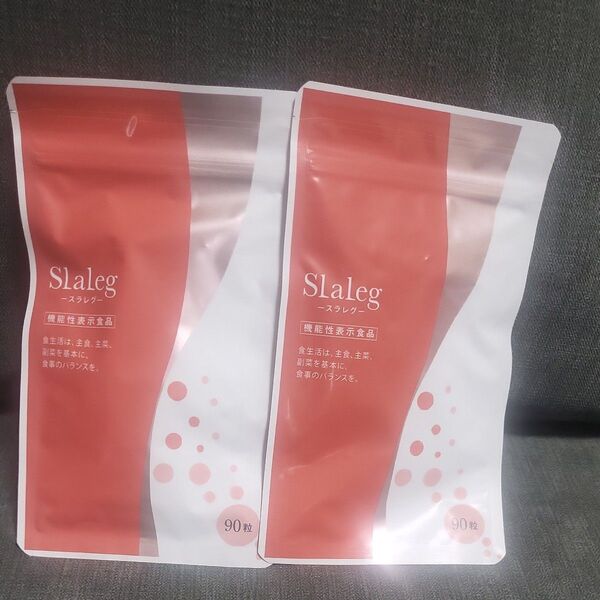 Slaleg
ースラレグー
機能性表示食品
食生活は、主食、主菜、
副菜を基本に、
食事のバランスを。
90粒
Slaleg
ースラレグー
機能性表示食品
食生活は、主食、主菜、
副菜を基本に、
食事のバランスを。
90粒